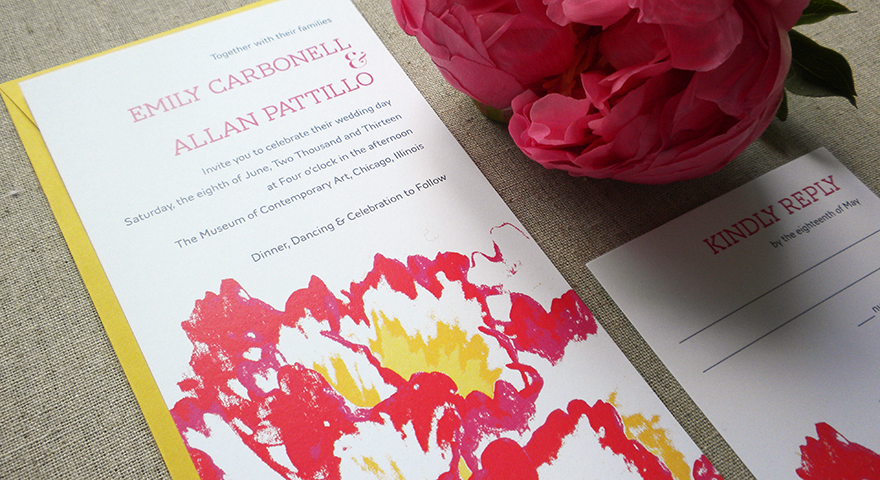 Together with their families
EMILY CARBONELL
&
ALLAN PATTILLO
Invite you to celebrate their wedding day
Saturday, the eighth of June, Two Thousand and Thirteen
at Four o'clock in the afternoon
The Museum of Contemporary Art, Chicago, Illinois
Dinner, Dancing & Celebration to Follow
KINDLY REPLY
by the eighteenth of May